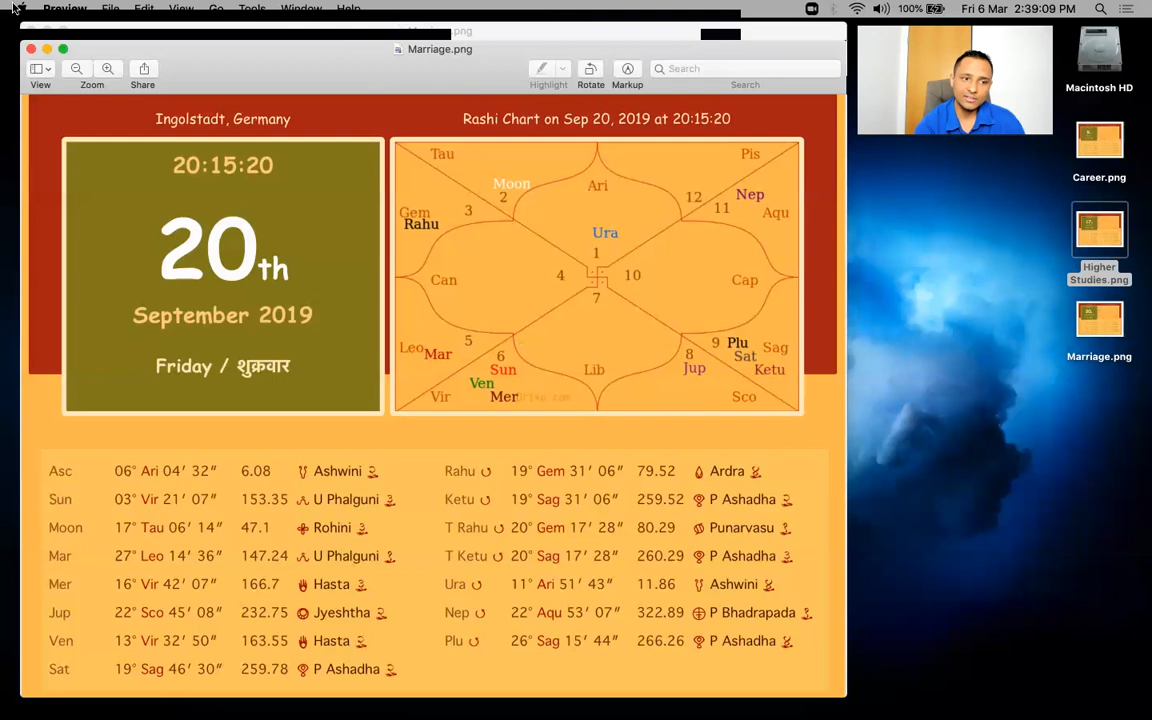 Preview File Edit View Go Tools Window Help 100% Fri 6 Mar 2:39:09 PM
Marriage.png
View Zoom Share Highlight Rotate Markup Search
Search
Macintosh HD
Career.png
Higher
Studies.png
Marriage.png
Ingolstadt, Germany
20:15:20
20th
September 2019
Friday / शुक्रवार
Rashi Chart on Sep 20, 2019 at 20:15:20
Tau Pis
Moon Ari 12 Nep
2 11
Gem 3 Aqu
Rahu
Ura
1
Can 4 10 Cap
7
Leo Mar 5 9 Plu Sag
6 8 Sat
Sun Lib Jup Ketu
Ven
Vir Mer Sco
Asc 06° Ari 04′ 32″ 6.08 Ashwini
Sun 03° Vir 21′ 07″ 153.35 U Phalguni
Moon 17° Tau 06′ 14″ 47.1 Rohini
Mar 27° Leo 14′ 36″ 147.24 U Phalguni
Mer 16° Vir 42′ 07″ 166.7 Hasta
Jup 22° Sco 45′ 08″ 232.75 Jyeshtha
Ven 13° Vir 32′ 50″ 163.55 Hasta
Sat 19° Sag 46′ 30″ 259.78 P Ashadha
Rahu 19° Gem 31′ 06″ 79.52 Ardra
Ketu 19° Sag 31′ 06″ 259.52 P Ashadha
T Rahu 20° Gem 17′ 28″ 80.29 Punarvasu
T Ketu 20° Sag 17′ 28″ 260.29 P Ashadha
Ura 11° Ari 51′ 43″ 11.86 Ashwini
Nep 22° Aqu 53′ 07″ 322.89 P Bhadrapada
Plu 26° Sag 15′ 44″ 266.26 P Ashadha